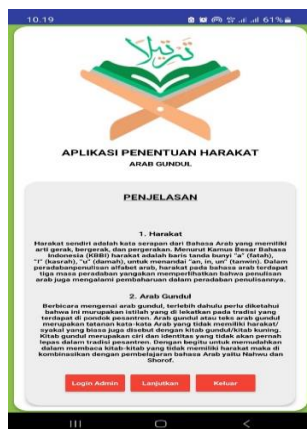 10.19
61%
ترتيلا
APLIKASI PENENTUAN HARAKAT
ARAB GUNDUL
PENJELASAN
1. Harakat
Harakat sendiri adalah kata serapan dari Bahasa Arab yang memiliki
arti gerak, bergerak, dan pergerakan. Menurut Kamus Besar Bahasa
Indonesia (KBBI) harakat adalah baris tanda bunyi "a" (fatah),
"i" (kasrah), "u" (damah), untuk menandai "an, in, un" (tanwin). Dalam
peradabanpenulisan alfabet arab, harakat pada bahasa arab terdapat
tiga masa peradaban yangakan memperlihatkan bahwa penulisan
arab juga mengalami pembaharuan dalam peradaban penulisannya.
2. Arab Gundul
Berbicara mengenai arab gundul, terlebih dahulu perlu diketahui
bahwa ini merupakan istilah yang di lekatkan pada tradisi yang
terdapat di pondok pesantren. Arab gundul atau teks arab gundul
merupakan tatanan kata-kata Arab yang tidak memiliki harakat/
syakal yang biasa juga disebut dengan kitab gundul/kitab kuning.
Kitab gundul merupakan ciri dan identitas yang tidak akan pernah
lepas dalam tradisi pesantren. Dengan begitu untuk memudahkan
dalam membaca kitab-kitab yang tidak memiliki harakat maka di
kombinasikan dengan pembelajaran bahasa Arab yaitu Nahwu dan
Shorof.
Login Admin Lanjutkan Keluar